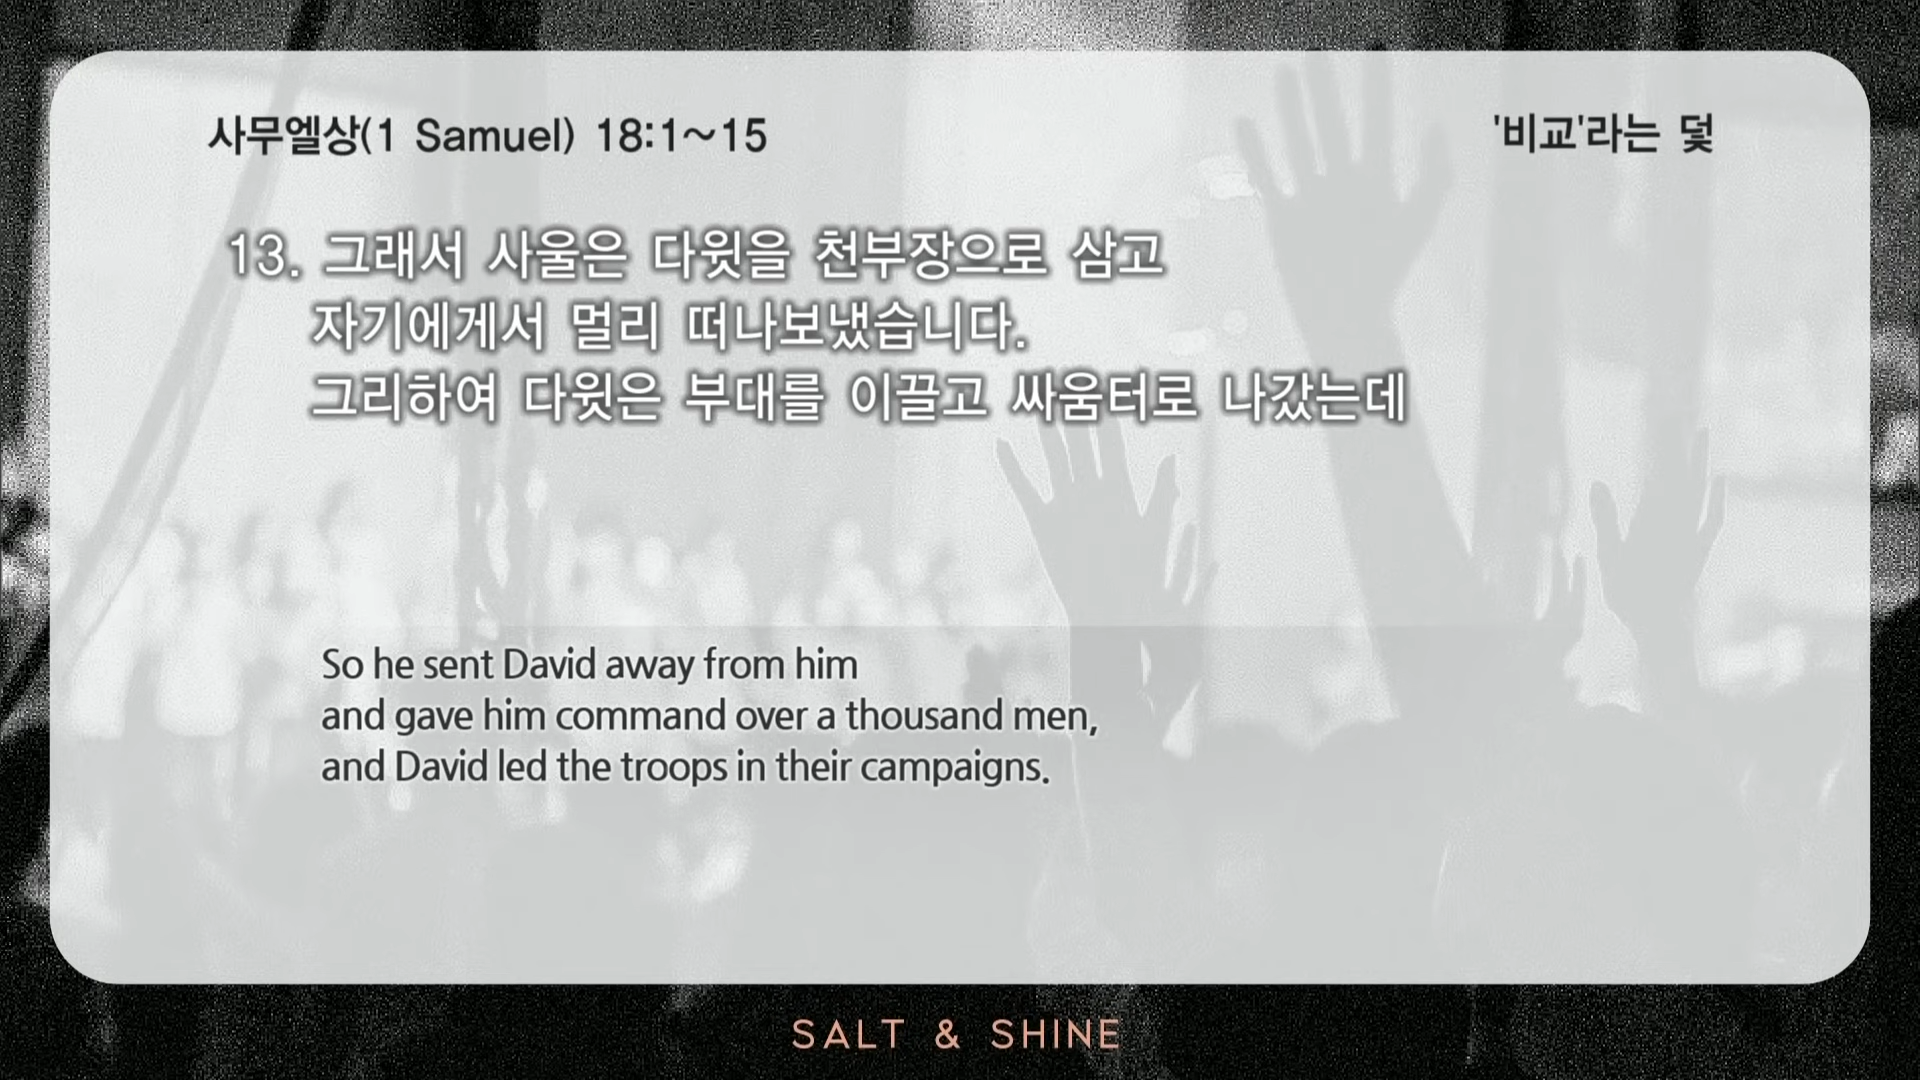 사무엘상(1 Samuel) 18:1~15
'비교'라는 덫
13. 그래서 사울은 다윗을 천부장으로 삼고
자기에게서 멀리 떠나보냈습니다.
그리하여 다윗은 부대를 이끌고 싸움터로 나갔는데
So he sent David away from him
and gave him command over a thousand men,
and David led the troops in their campaigns.
SALT & SHINE